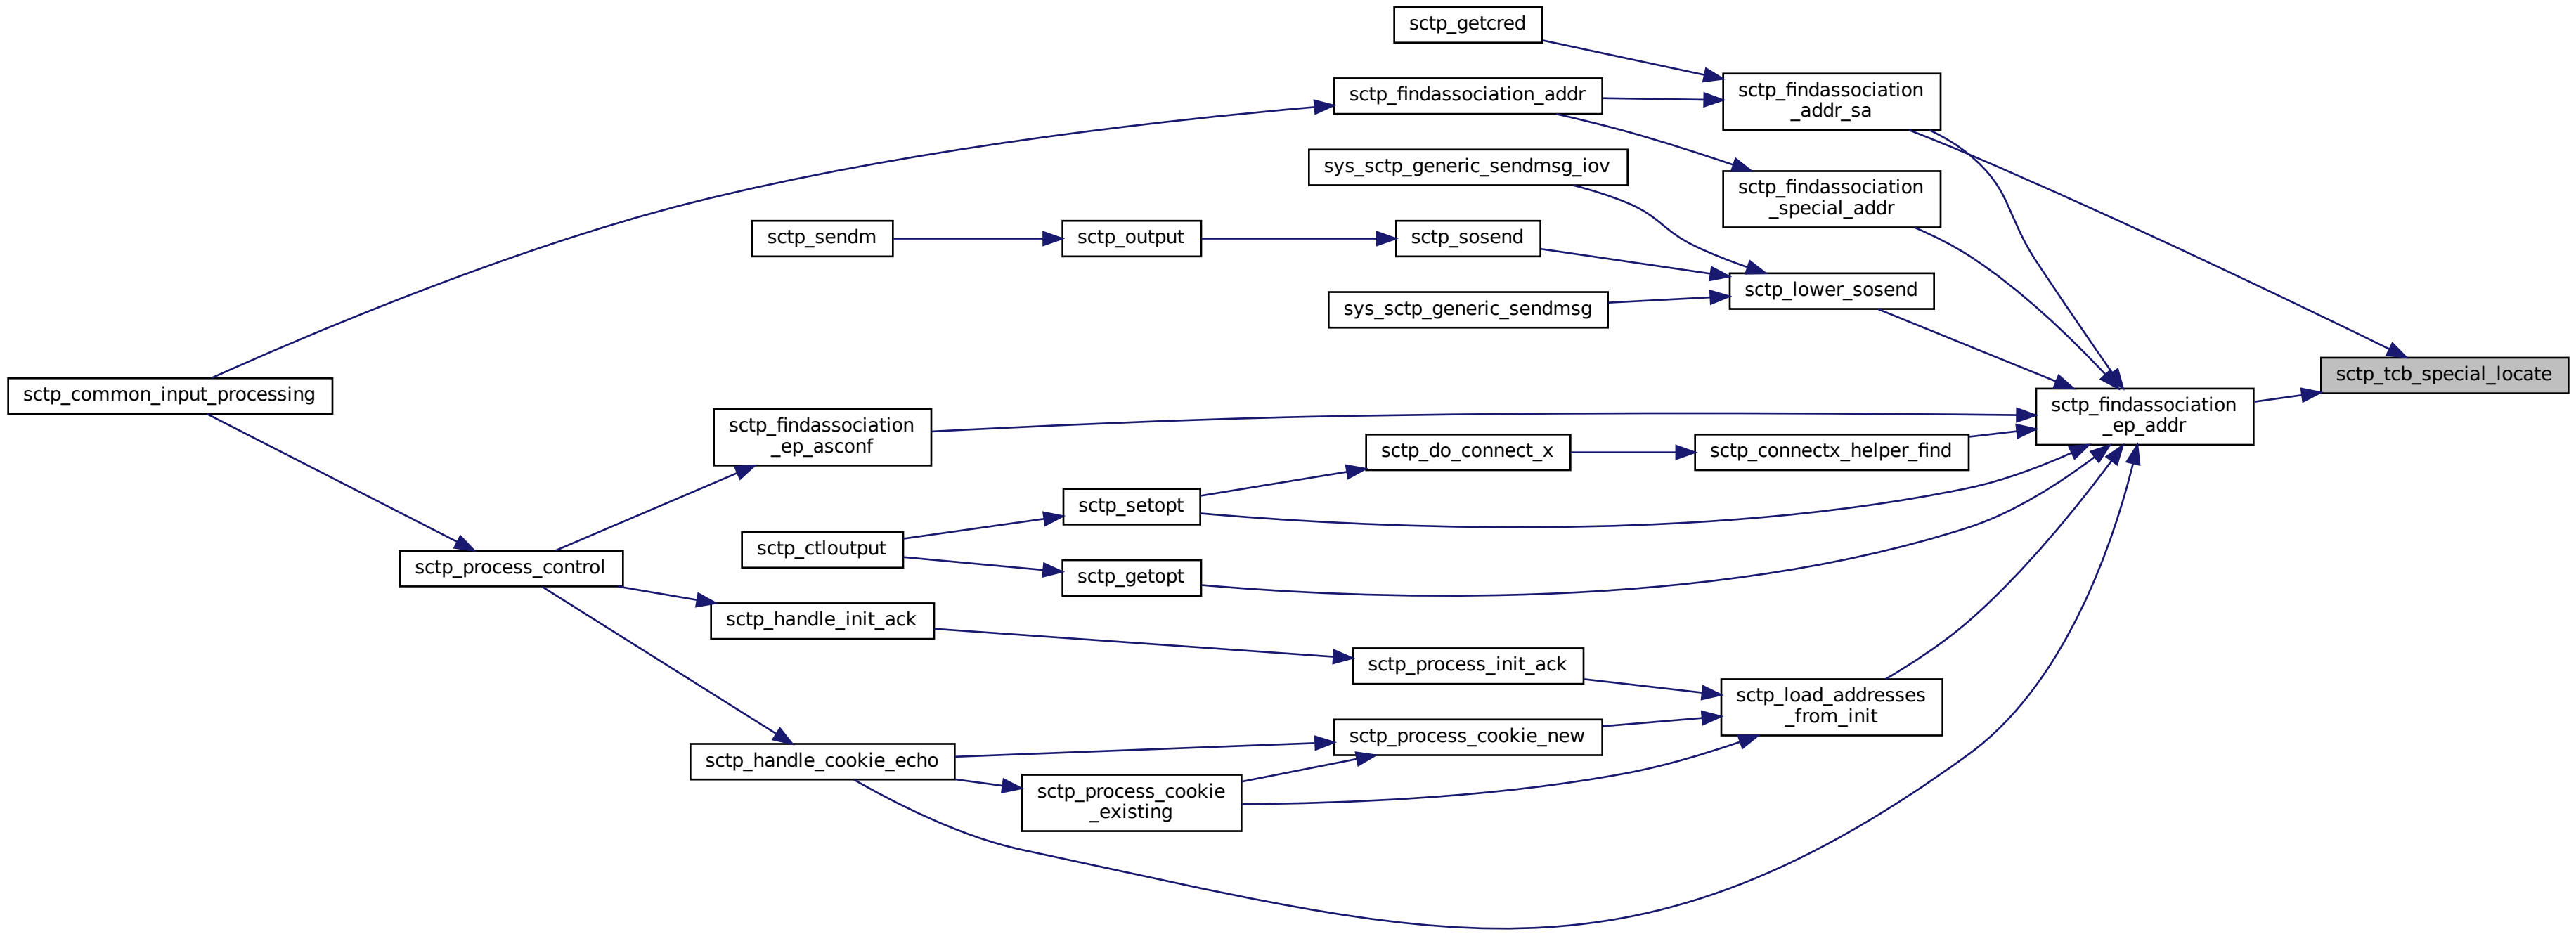 sctp_getcred
sctp_findassociation
_addr_sa
sctp_findassociation_addr
sys_sctp_generic_sendmsg_iov
sctp_findassociation
_special_addr
sctp_sendm
sctp_output
sctp_sosend
sctp_lower_sosend
sys_sctp_generic_sendmsg
sctp_tcb_special_locate
sctp_common_input_processing
sctp_findassociation
_ep_addr
sctp_findassociation
_ep_asconf
sctp_do_connect_x
sctp_connectx_helper_find
sctp_setopt
sctp_ctloutput
sctp_process_control
sctp_getopt
sctp_handle_init_ack
sctp_process_init_ack
sctp_load_addresses
_from_init
sctp_process_cookie_new
sctp_handle_cookie_echo
sctp_process_cookie
_existing